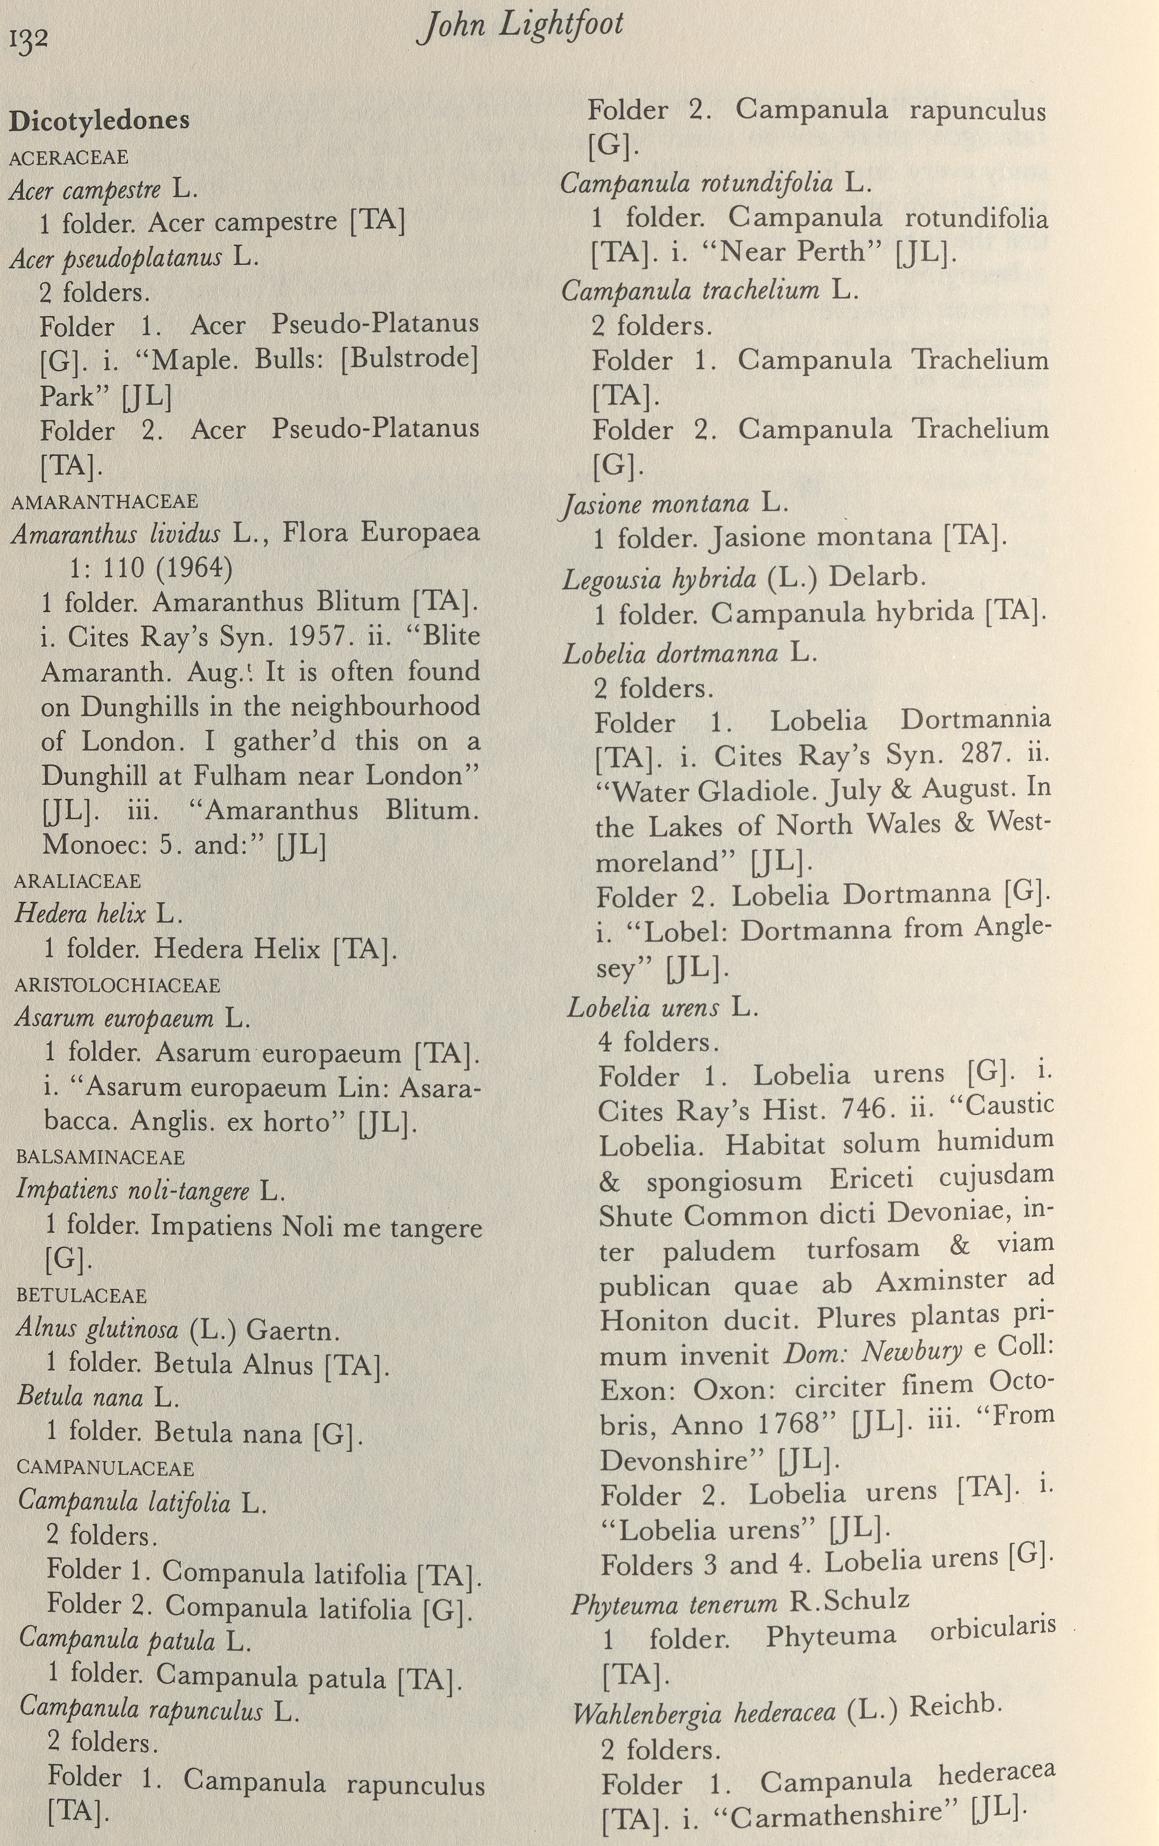 132
John Lightfoot
Dicotyledones
ACERACEAE
Acer campestre L.
1 folder. Acer campestre [TA]
Acer pseudoplatanus L.
2 folders.
Folder 1. Acer Pseudo-Platanus
[G]. i. “Maple. Bulls: [Bulstrode]
Park” [JL]
Folder 2. Acer Pseudo-Platanus
[TA].
AMARANTHACEAE
Amaranthus lividus L., Flora Europaea
1: 110 (1964)
1 folder. Amaranthus Blitum [TA].
i. Cites Ray’s Syn. 1957. ii. “Blite
Amaranth. Aug.ᵗ It is often found
on Dunghills in the neighbourhood
of London. I gather’d this on a
Dunghill at Fulham near London”
[JL]. iii. “Amaranthus Blitum.
Monoec: 5. and:” [JL]
ARALIACEAE
Hedera helix L.
1 folder. Hedera Helix [TA].
ARISTOLOCHIACEAE
Asarum europaeum L.
1 folder. Asarum europaeum [TA].
i. “Asarum europaeum Lin: Asara-
bacca. Anglis. ex horto” [JL].
BALSAMINACEAE
Impatiens noli-tangere L.
1 folder. Impatiens Noli me tangere
[G].
BETULACEAE
Alnus glutinosa (L.) Gaertn.
1 folder. Betula Alnus [TA].
Betula nana L.
1 folder. Betula nana [G].
CAMPANULACEAE
Campanula latifolia L.
2 folders.
Folder 1. Companula latifolia [TA].
Folder 2. Companula latifolia [G].
Campanula patula L.
1 folder. Campanula patula [TA].
Campanula rapunculus L.
2 folders.
Folder 1. Campanula rapunculus
[TA].
Folder 2. Campanula rapunculus
[G].
Campanula rotundifolia L.
1 folder. Campanula rotundifolia
[TA]. i. “Near Perth” [JL].
Campanula trachelium L.
2 folders.
Folder 1. Campanula Trachelium
[TA].
Folder 2. Campanula Trachelium
[G].
Jasione montana L.
1 folder. Jasione montana [TA].
Legousia hybrida (L.) Delarb.
1 folder. Campanula hybrida [TA].
Lobelia dortmanna L.
2 folders.
Folder 1. Lobelia Dortmannia
[TA]. i. Cites Ray’s Syn. 287. ii.
“Water Gladiole. July & August. In
the Lakes of North Wales & West-
moreland” [JL].
Folder 2. Lobelia Dortmanna [G].
i. “Lobel: Dortmanna from Angle-
sey” [JL].
Lobelia urens L.
4 folders.
Folder 1. Lobelia urens [G]. i.
Cites Ray’s Hist. 746. ii. “Caustic
Lobelia. Habitat solum humidum
& spongiosum Ericeti cujusdam
Shute Common dicti Devoniae, in-
ter paludem turfosam & viam
publican quae ab Axminster ad
Honiton ducit. Plures plantas pri-
mum invenit Dom: Newbury e Coll:
Exon: Oxon: circiter finem Octo-
bris, Anno 1768” [JL]. iii. “From
Devonshire” [JL].
Folder 2. Lobelia urens [TA]. i.
“Lobelia urens” [JL].
Folders 3 and 4. Lobelia urens [G].
Phyteuma tenerum R.Schulz
1 folder. Phyteuma orbicularis
[TA].
Wahlenbergia hederacea (L.) Reichb.
2 folders.
Folder 1. Campanula hederacea
[TA]. i. “Carmathenshire” [JL].